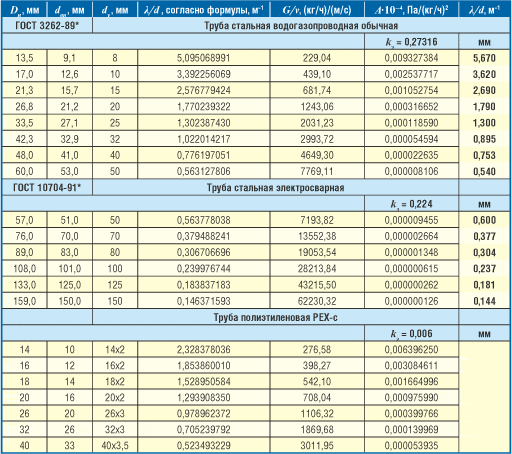 Dн, мм dвн, мм dу, мм λ/d, согласно формулы, м⁻¹ G/v, (кг/ч)/(м/с) A·10⁻⁴, Па/(кг/ч)² λ/d, м⁻¹
ГОСТ 3262-89* Труба стальная водогазопроводная обычная
kэ = 0,27316 мм
13,5 9,1 8 5,095068991 229,04 0,009327384 5,670
17,0 12,6 10 3,392256069 439,10 0,002537717 3,620
21,3 15,7 15 2,576779424 681,74 0,001052754 2,690
26,8 21,2 20 1,770239322 1243,06 0,000316652 1,790
33,5 27,1 25 1,302387430 2031,23 0,000118590 1,300
42,3 32,9 32 1,022014217 2993,72 0,000054594 0,895
48,0 41,0 40 0,776197051 4649,30 0,000022635 0,753
60,0 53,0 50 0,563127806 7769,11 0,000008106 0,540
ГОСТ 10704-91* Труба стальная электросварная
kэ = 0,224 мм
57,0 51,0 50 0,563778038 7193,82 0,000009455 0,600
76,0 70,0 70 0,379488241 13552,38 0,000002664 0,377
89,0 83,0 80 0,306706696 19053,54 0,000001348 0,304
108,0 101,0 100 0,239976744 28213,84 0,000000615 0,237
133,0 125,0 125 0,183837183 43215,50 0,000000262 0,181
159,0 150,0 150 0,146371593 62230,32 0,000000126 0,144
Труба полиэтиленовая PEX-c
kэ = 0,006 мм
14 10 14x2 2,328378036 276,58 0,006396250
16 12 16x2 1,853860010 398,27 0,003084611
18 14 18x2 1,528950584 542,10 0,001664996
20 16 20x2 1,293908350 708,04 0,000975990
26 20 26x3 0,978962372 1106,32 0,000399766
32 26 32x3 0,705239792 1869,68 0,000139969
40 33 40x3,5 0,523493229 3011,95 0,000053935